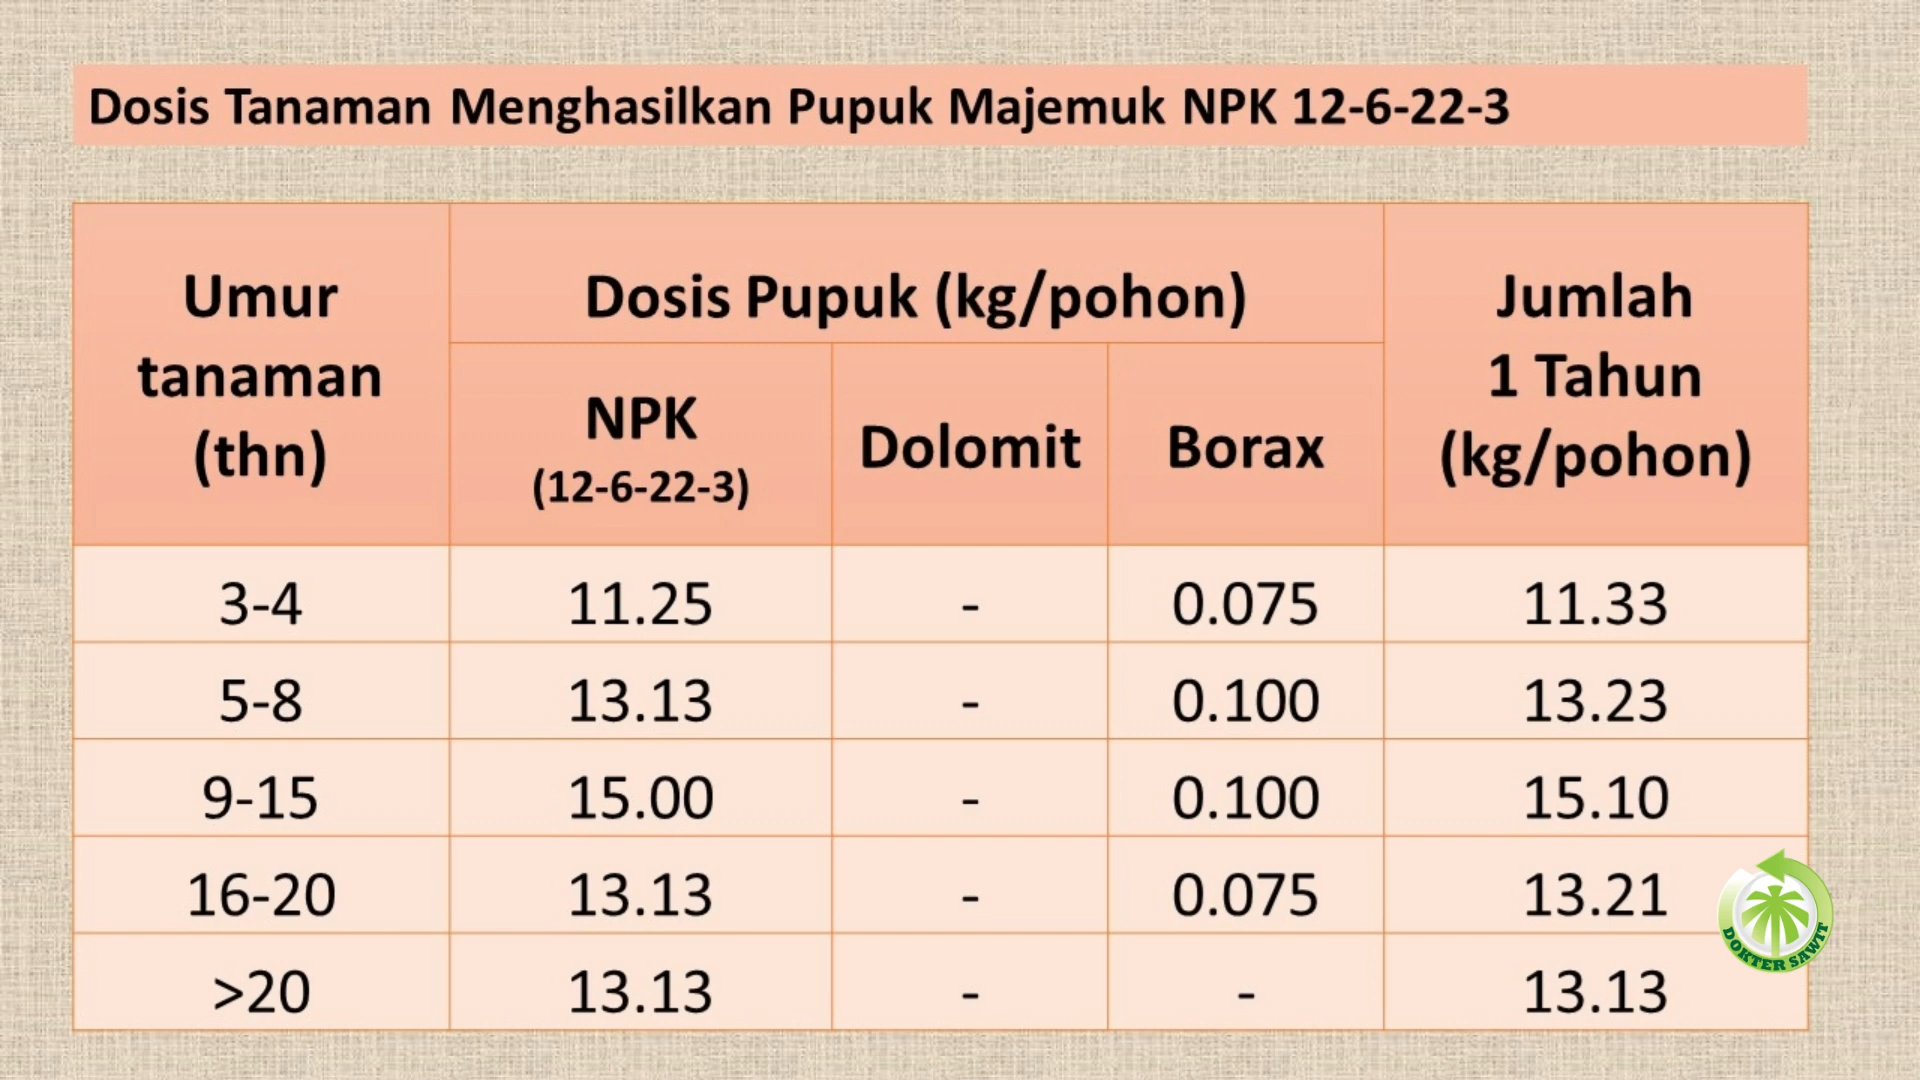 Dosis Tanaman Menghasilkan Pupuk Majemuk NPK 12-6-22-3
Umur
tanaman
(thn)
Dosis Pupuk (kg/pohon)
NPK
(12-6-22-3)
Dolomit
Borax
Jumlah
1 Tahun
(kg/pohon)
3-4 11.25 - 0.075 11.33
5-8 13.13 - 0.100 13.23
9-15 15.00 - 0.100 15.10
16-20 13.13 - 0.075 13.21
>20 13.13 - - 13.13
DOKTER SAWIT